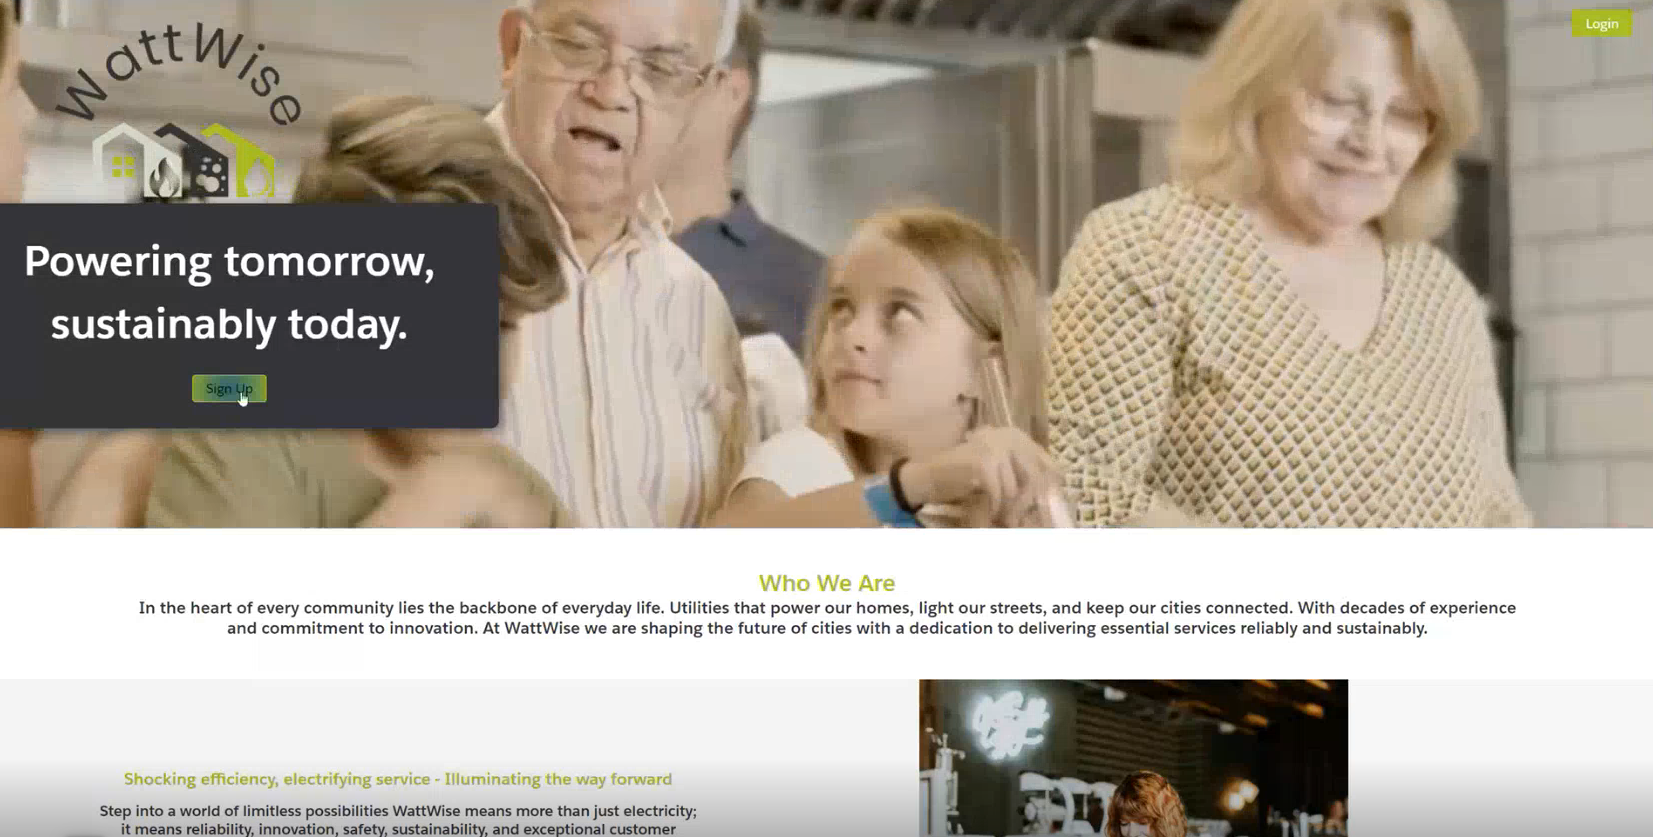 Login
WattWise
Powering tomorrow,
sustainably today.
Sign Up
Who We Are
In the heart of every community lies the backbone of everyday life. Utilities that power our homes, light our streets, and keep our cities connected. With decades of experience
and commitment to innovation. At WattWise we are shaping the future of cities with a dedication to delivering essential services reliably and sustainably.
Shocking efficiency, electrifying service - Illuminating the way forward
Step into a world of limitless possibilities WattWise means more than just electricity;
it means reliability, innovation, safety, sustainability, and exceptional customer